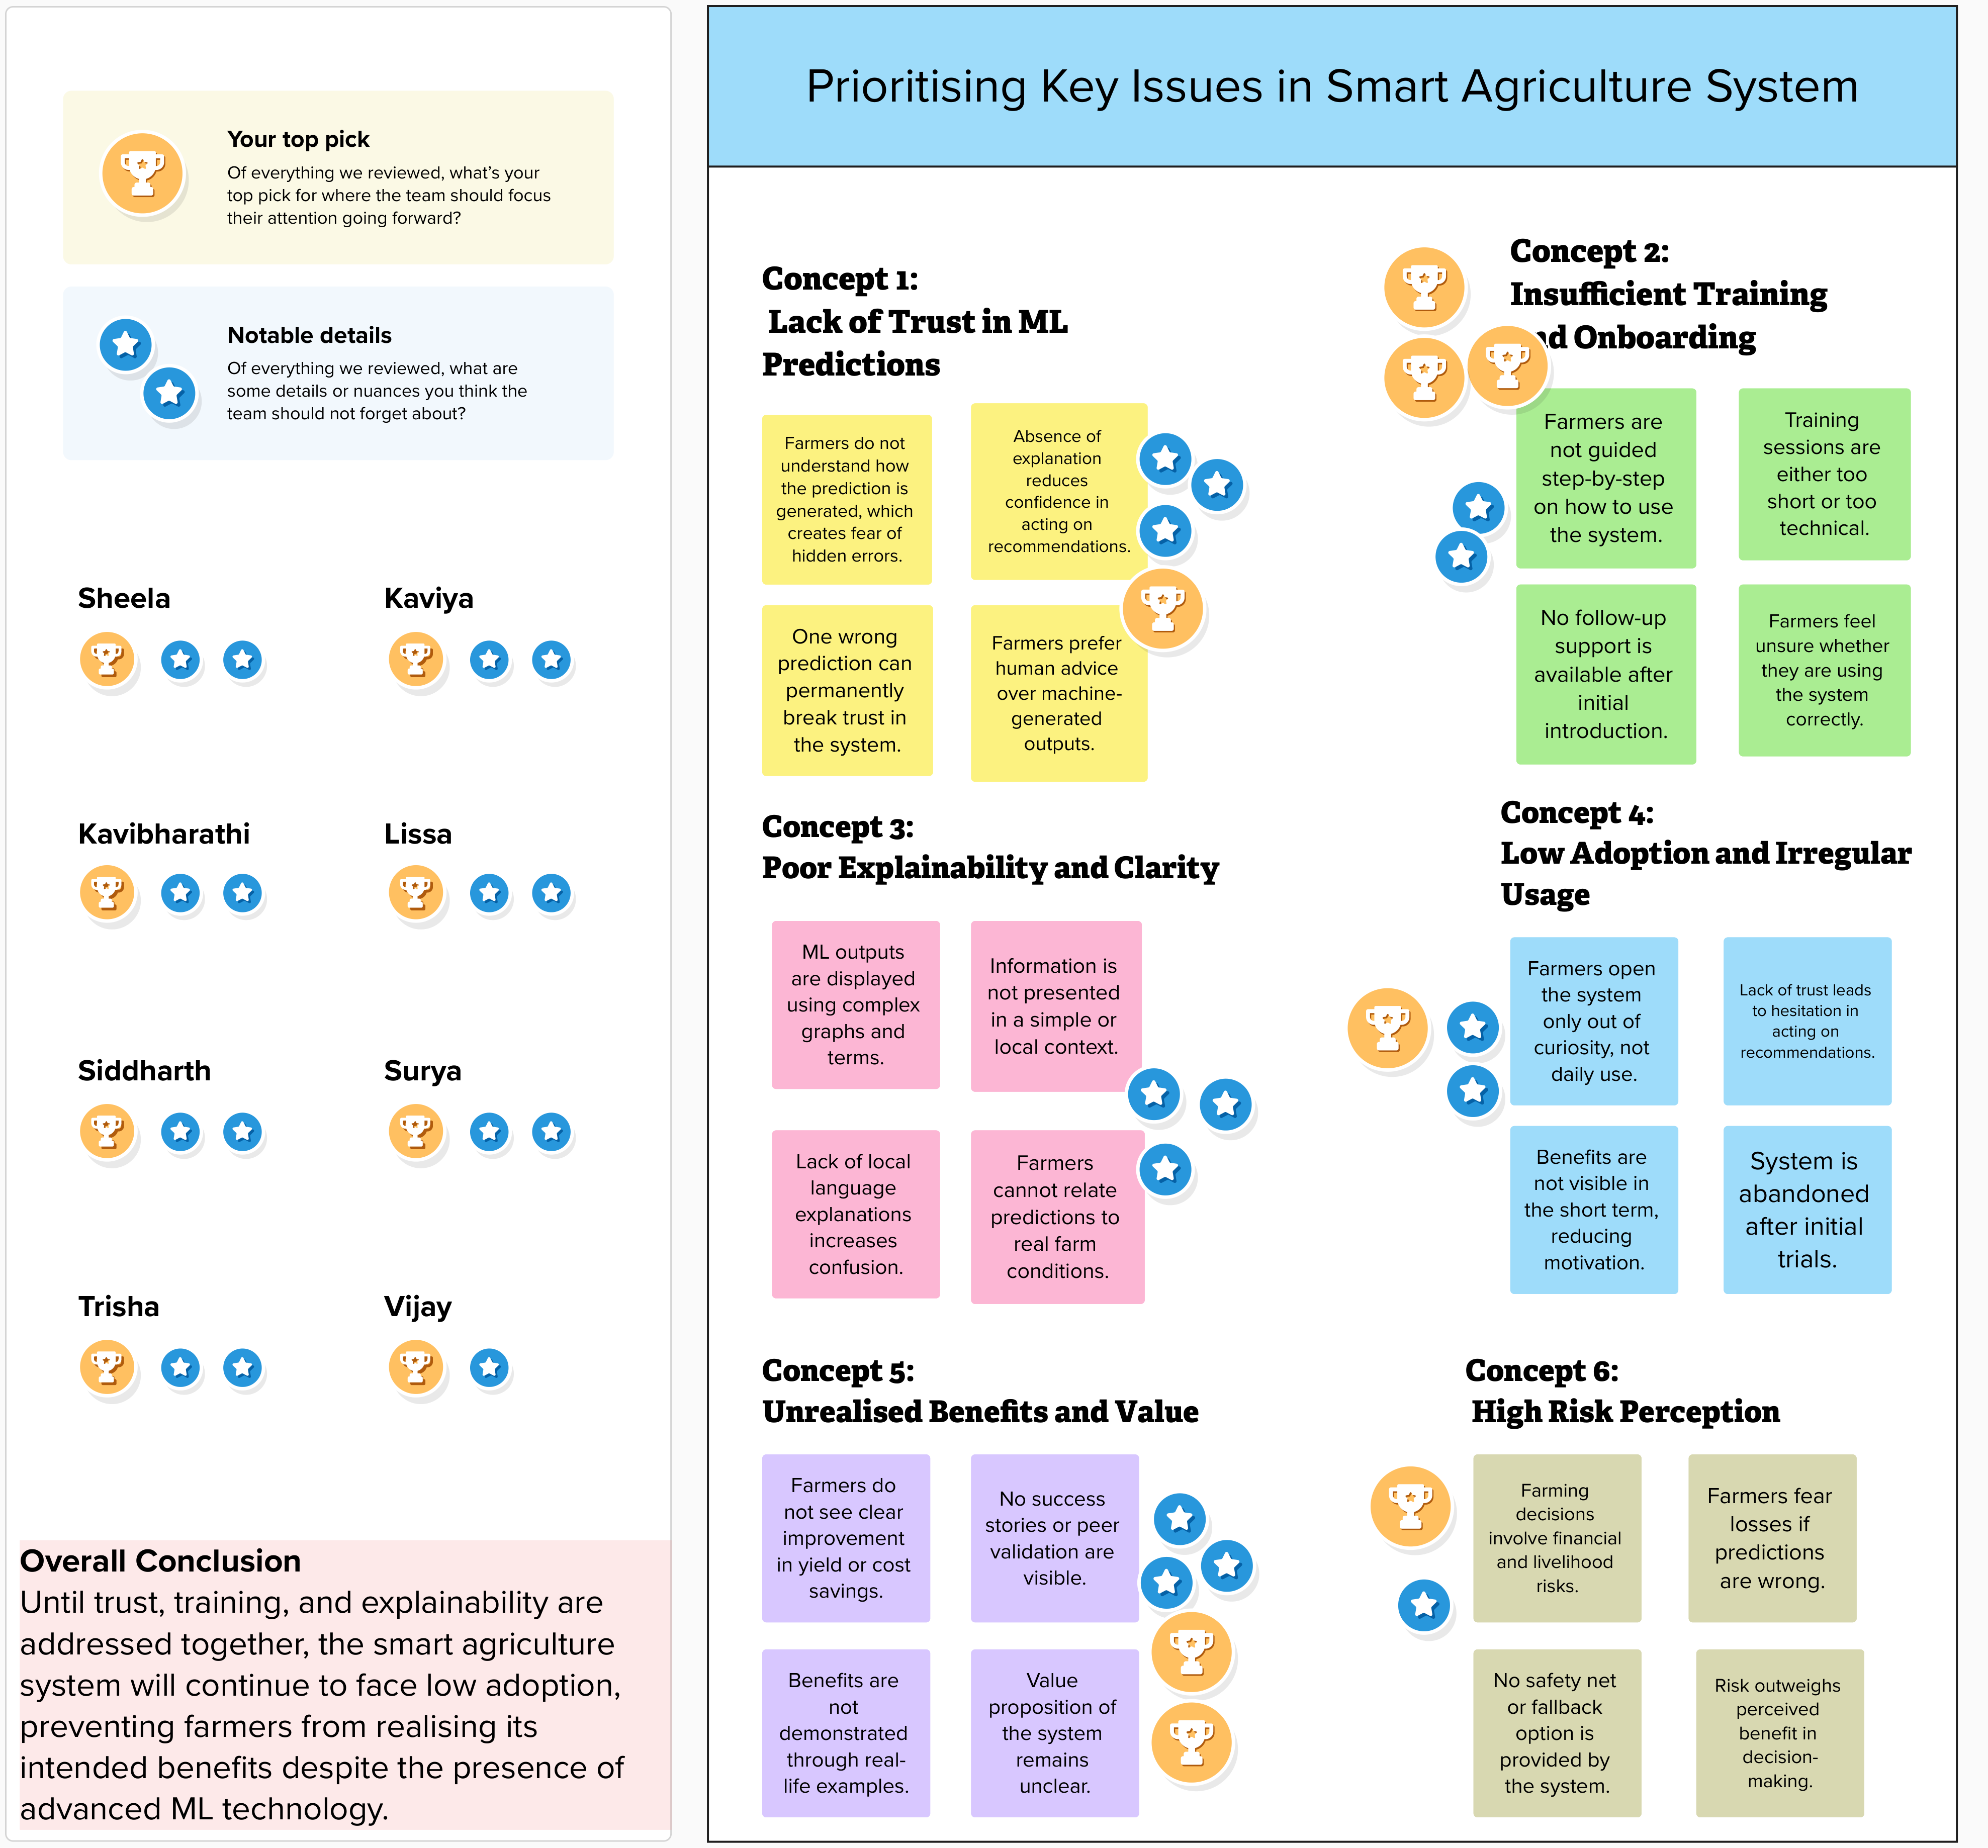 Your top pick
Of everything we reviewed, what's your
top pick for where the team should focus
their attention going forward?
Notable details
Of everything we reviewed, what are
some details or nuances you think the
team should not forget about?
Sheela
Kaviya
Kavibharathi
Lissa
Siddharth
Surya
Trisha
Vijay
Overall Conclusion
Until trust, training, and explainability are
addressed together, the smart agriculture
system will continue to face low adoption,
preventing farmers from realising its
intended benefits despite the presence of
advanced ML technology.
Prioritising Key Issues in Smart Agriculture System
Concept 1:
Lack of Trust in ML
Predictions
Farmers do not
understand how
the prediction is
generated, which
creates fear of
hidden errors.
Absence of
explanation
reduces
confidence in
acting on
recommendations.
One wrong
prediction can
permanently
break trust in
the system.
Farmers prefer
human advice
over machine-
generated
outputs.
Concept 2:
Insufficient Training
nd Onboarding
Farmers are
not guided
step-by-step
on how to use
the system.
Training
sessions are
either too
short or too
technical.
No follow-up
support is
available after
initial
introduction.
Farmers feel
unsure whether
they are using
the system
correctly.
Concept 3:
Poor Explainability and Clarity
ML outputs
are displayed
using complex
graphs and
terms.
Information is
not presented
in a simple or
local context.
Lack of local
language
explanations
increases
confusion.
Farmers
cannot relate
predictions to
real farm
conditions.
Concept 4:
Low Adoption and Irregular
Usage
Farmers open
the system
only out of
curiosity, not
daily use.
Lack of trust leads
to hesitation in
acting on
recommendations.
Benefits are
not visible in
the short term,
reducing
motivation.
System is
abandoned
after initial
trials.
Concept 5:
Unrealised Benefits and Value
Farmers do
not see clear
improvement
in yield or cost
savings.
No success
stories or peer
validation are
visible.
Benefits are
not
demonstrated
through real-
life examples.
Value
proposition of
the system
remains
unclear.
Concept 6:
High Risk Perception
Farming
decisions
involve financial
and livelihood
risks.
Farmers fear
losses if
predictions
are wrong.
No safety net
or fallback
option is
provided by
the system.
Risk outweighs
perceived
benefit in
decision-
making.